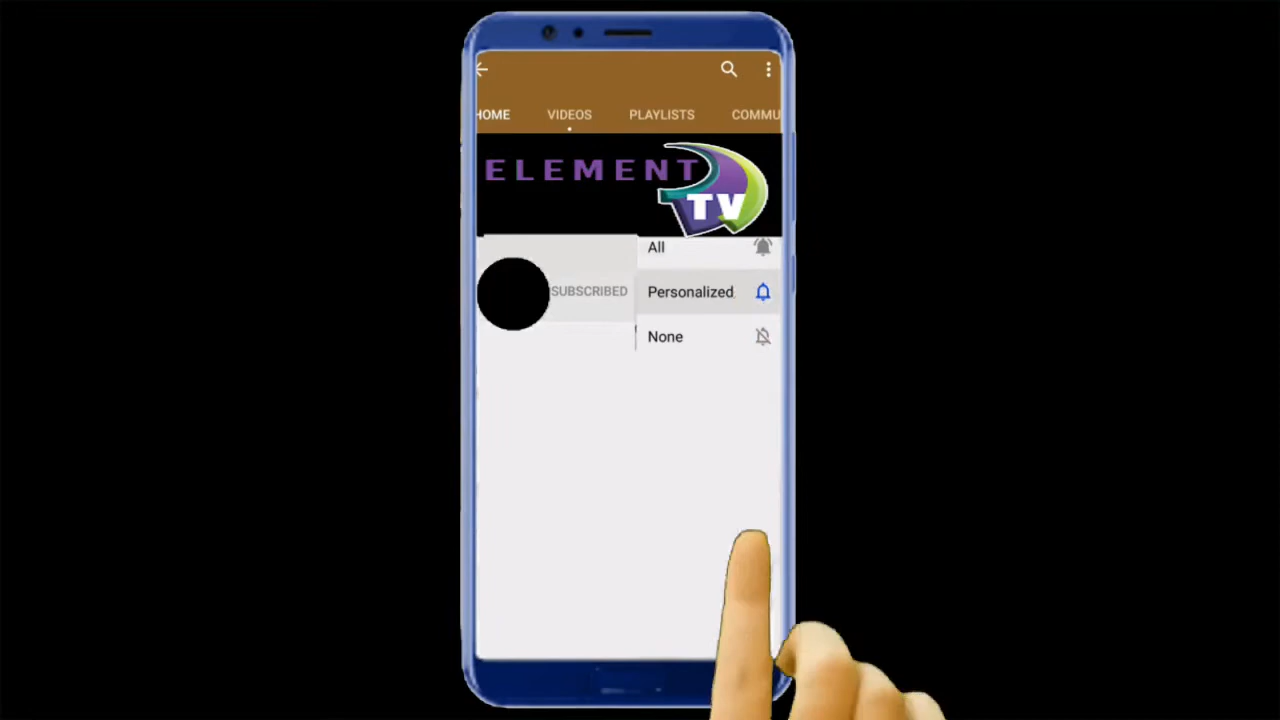 HOME VIDEOS PLAYLISTS COMMU
ELEMENT
TV
All
SUBSCRIBED
Personalized
None